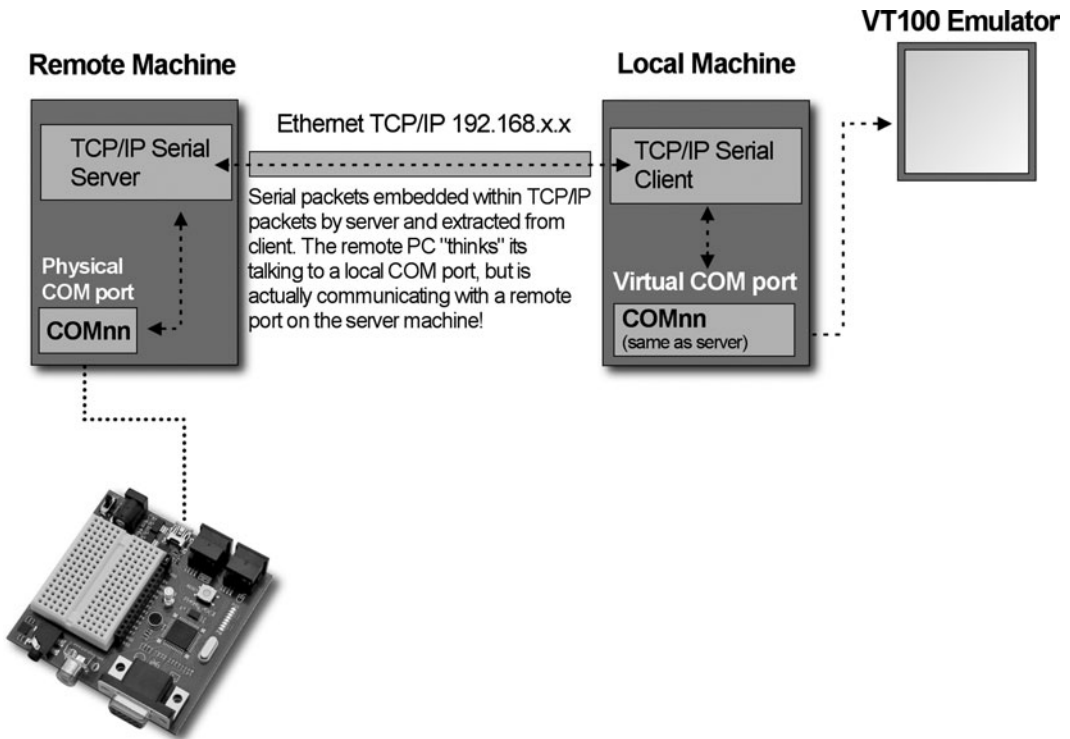 VT100 Emulator
Remote Machine
Local Machine
Ethernet TCP/IP 192.168.x.x
TCP/IP Serial
Server
TCP/IP Serial
Client
Serial packets embedded within TCP/IP
packets by server and extracted from
client. The remote PC "thinks" its
talking to a local COM port, but is
actually communicating with a remote
port on the server machine!
Physical
COM port
COMnn
Virtual COM port
COMnn
(same as server)